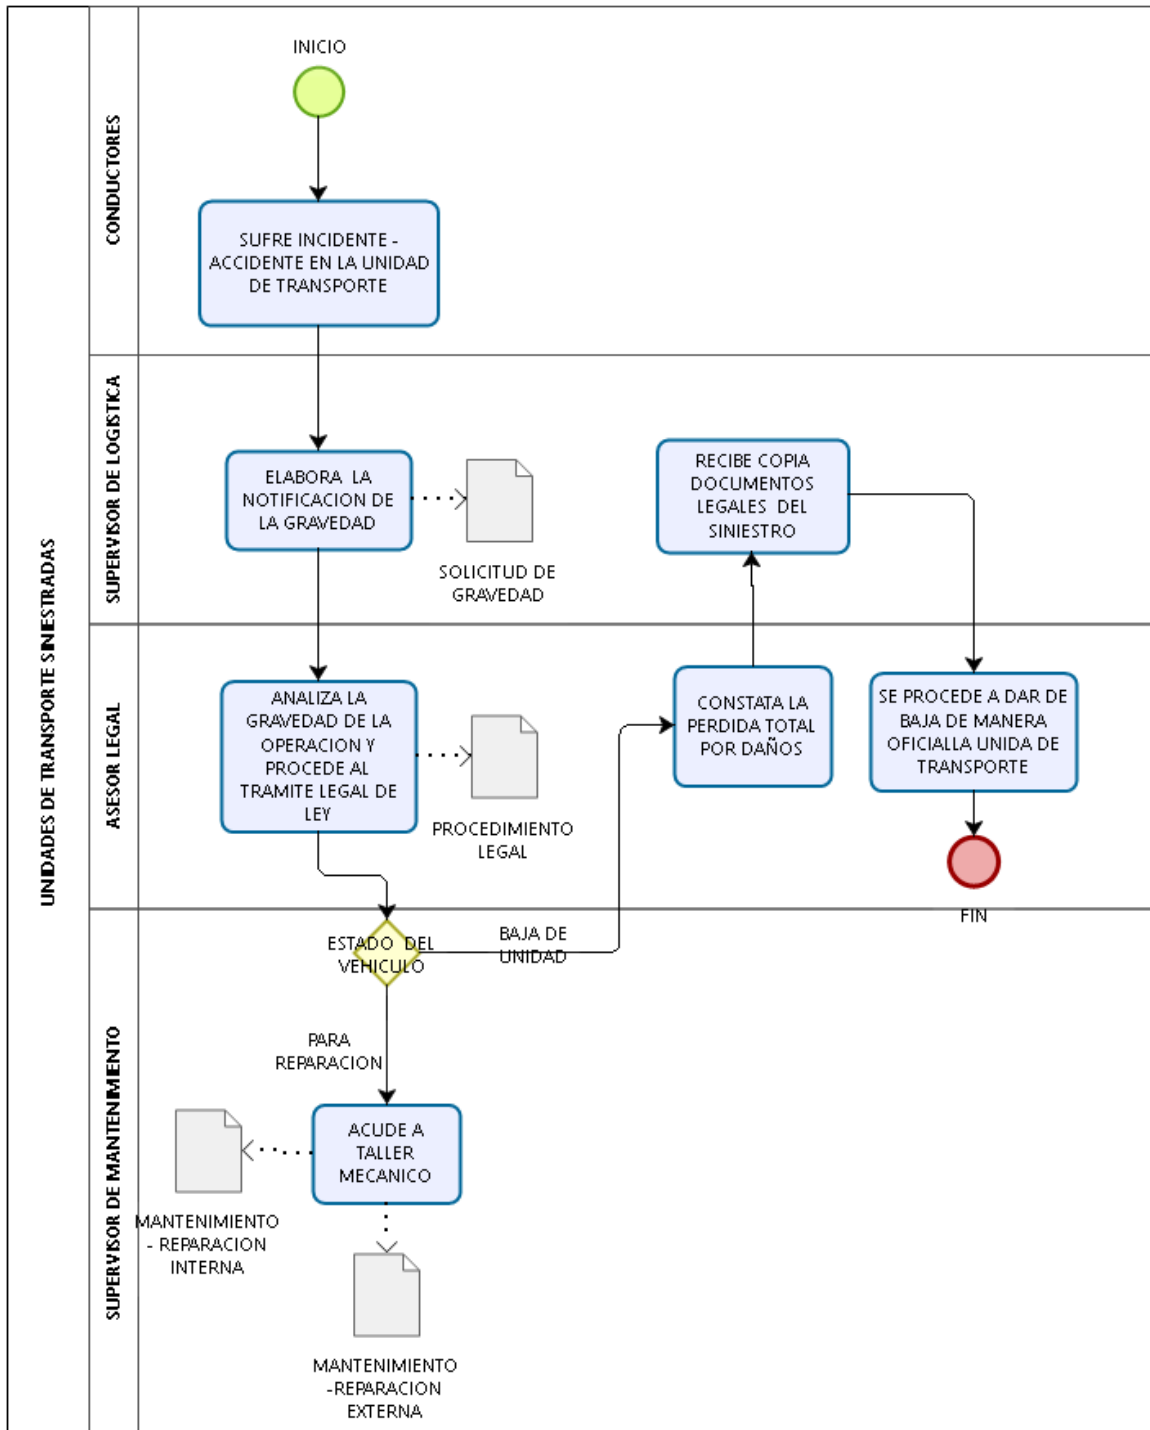 UNIDADES DE TRANSPORTE SINIESTRADAS
CONDUCTORES
INICIO
SUFRE INCIDENTE -
ACCIDENTE EN LA UNIDAD
DE TRANSPORTE
SUPERVISOR DE LOGISTICA
ELABORA LA
NOTIFICACION DE
LA GRAVEDAD
SOLICITUD DE
GRAVEDAD
RECIBE COPIA
DOCUMENTOS
LEGALES DEL
SINIESTRO
ASESOR LEGAL
ANALIZA LA
GRAVEDAD DE LA
OPERACION Y
PROCEDE AL
TRAMITE LEGAL DE
LEY
PROCEDIMIENTO
LEGAL
CONSTATA LA
PERDIDA TOTAL
POR DAÑOS
SE PROCEDE A DAR DE
BAJA DE MANERA
OFICIALLA UNIDA DE
TRANSPORTE
FIN
SUPERVISOR DE MANTENIMIENTO
ESTADO DEL
VEHICULO
BAJA DE
UNIDAD
PARA
REPARACION
ACUDE A
TALLER
MECANICO
MANTENIMIENTO
- REPARACION
INTERNA
MANTENIMIENTO
-REPARACION
EXTERNA